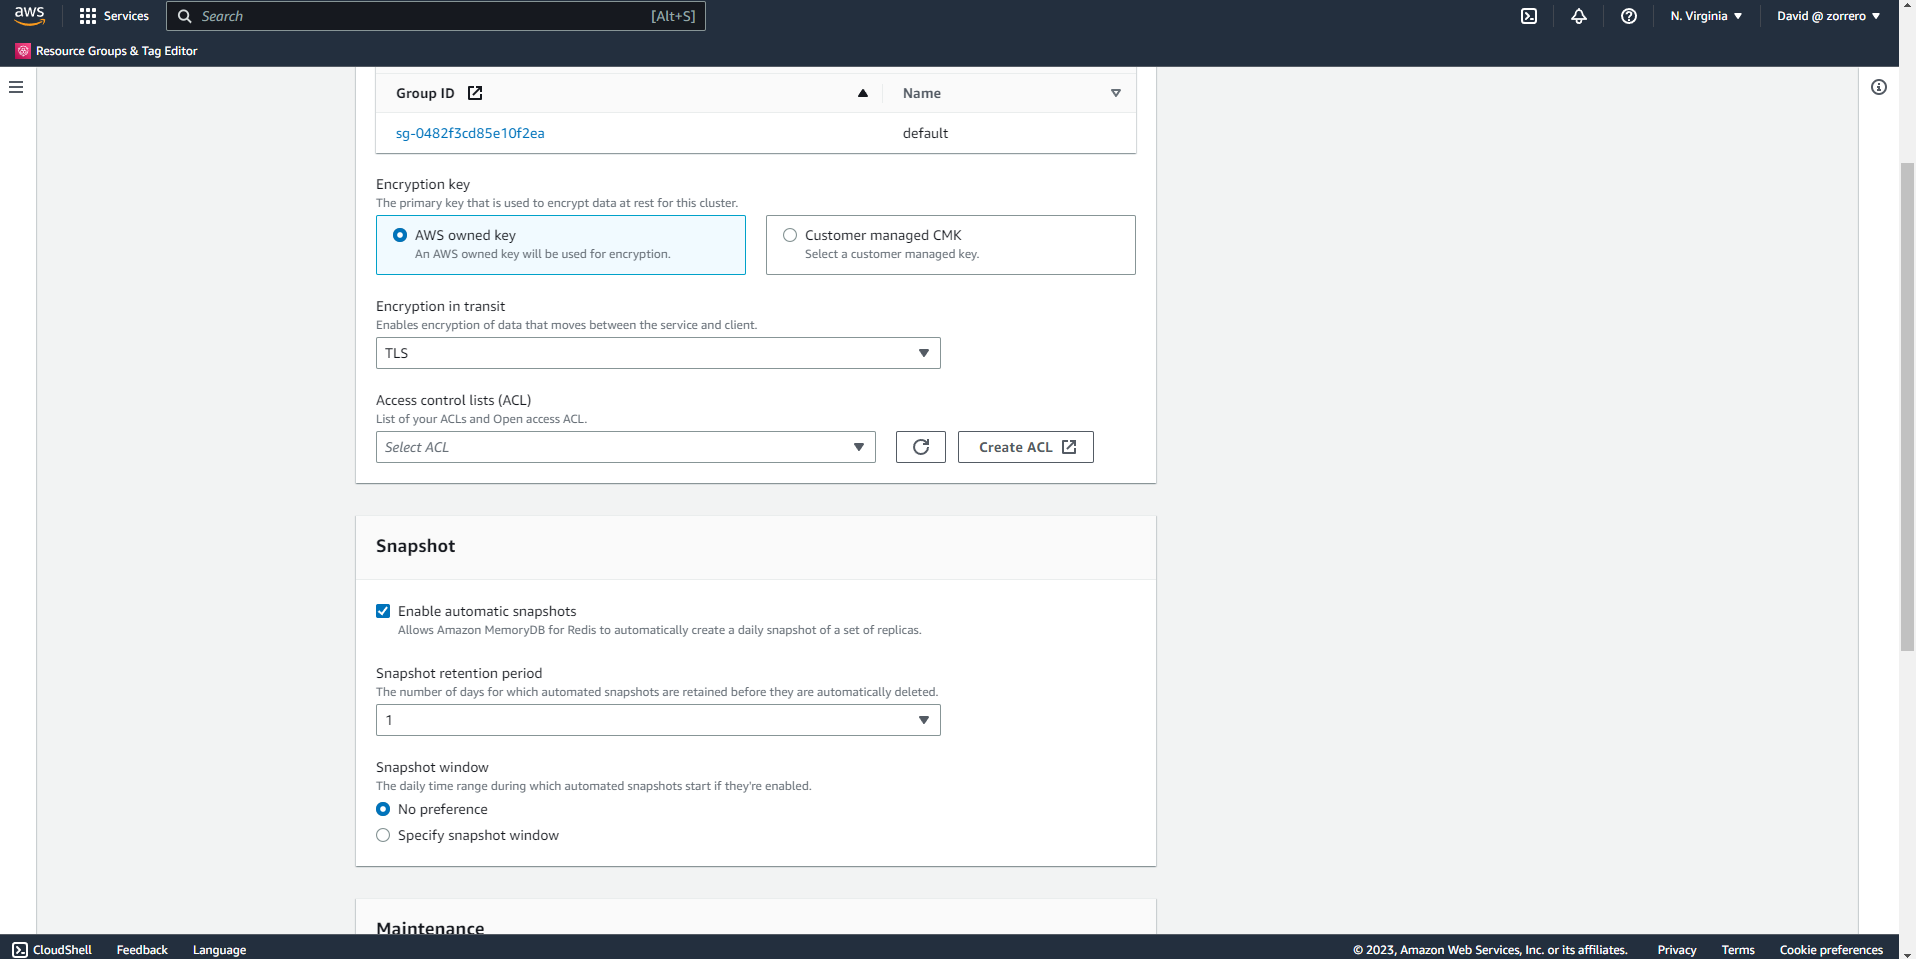 aws
Services
Search
[Alt+S]
N. Virginia
David @ zorrero
Resource Groups & Tag Editor
Group ID
Name
sg-0482f3cd85e10f2ea
default
Encryption key
The primary key that is used to encrypt data at rest for this cluster.
AWS owned key
An AWS owned key will be used for encryption.
Customer managed CMK
Select a customer managed key.
Encryption in transit
Enables encryption of data that moves between the service and client.
TLS
Access control lists (ACL)
List of your ACLs and Open access ACL.
Select ACL
Create ACL
Snapshot
Enable automatic snapshots
Allows Amazon MemoryDB for Redis to automatically create a daily snapshot of a set of replicas.
Snapshot retention period
The number of days for which automated snapshots are retained before they are automatically deleted.
1
Snapshot window
The daily time range during which automated snapshots start if they're enabled.
No preference
Specify snapshot window
Maintenance
CloudShell
Feedback
Language
© 2023, Amazon Web Services, Inc. or its affiliates.
Privacy
Terms
Cookie preferences